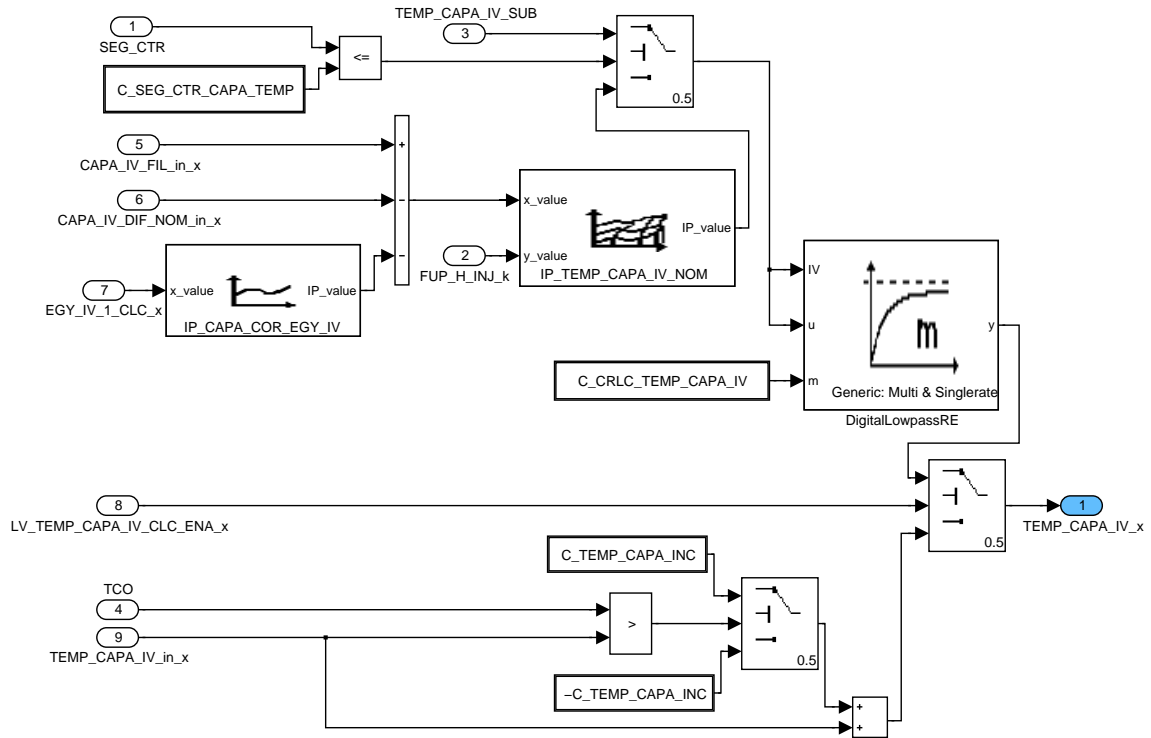 TEMP_CAPA_IV_SUB
1
3
SEG_CTR
<=
C_SEG_CTR_CAPA_TEMP
0.5
5
+
CAPA_IV_FIL_in_x
6
−
x_value
CAPA_IV_DIF_NOM_in_x
IP_value
2
y_value
FUP_H_INJ_k
IP_TEMP_CAPA_IV_NOM
−
7
x_value
IP_value
EGY_IV_1_CLC_x
IP_CAPA_COR_EGY_IV
IV
u
y
m
C_CRLC_TEMP_CAPA_IV
m
Generic: Multi & Singlerate
DigitalLowpassRE
8
1
LV_TEMP_CAPA_IV_CLC_ENA_x
TEMP_CAPA_IV_x
0.5
C_TEMP_CAPA_INC
TCO
4
>
9
TEMP_CAPA_IV_in_x
0.5
−C_TEMP_CAPA_INC
+
+